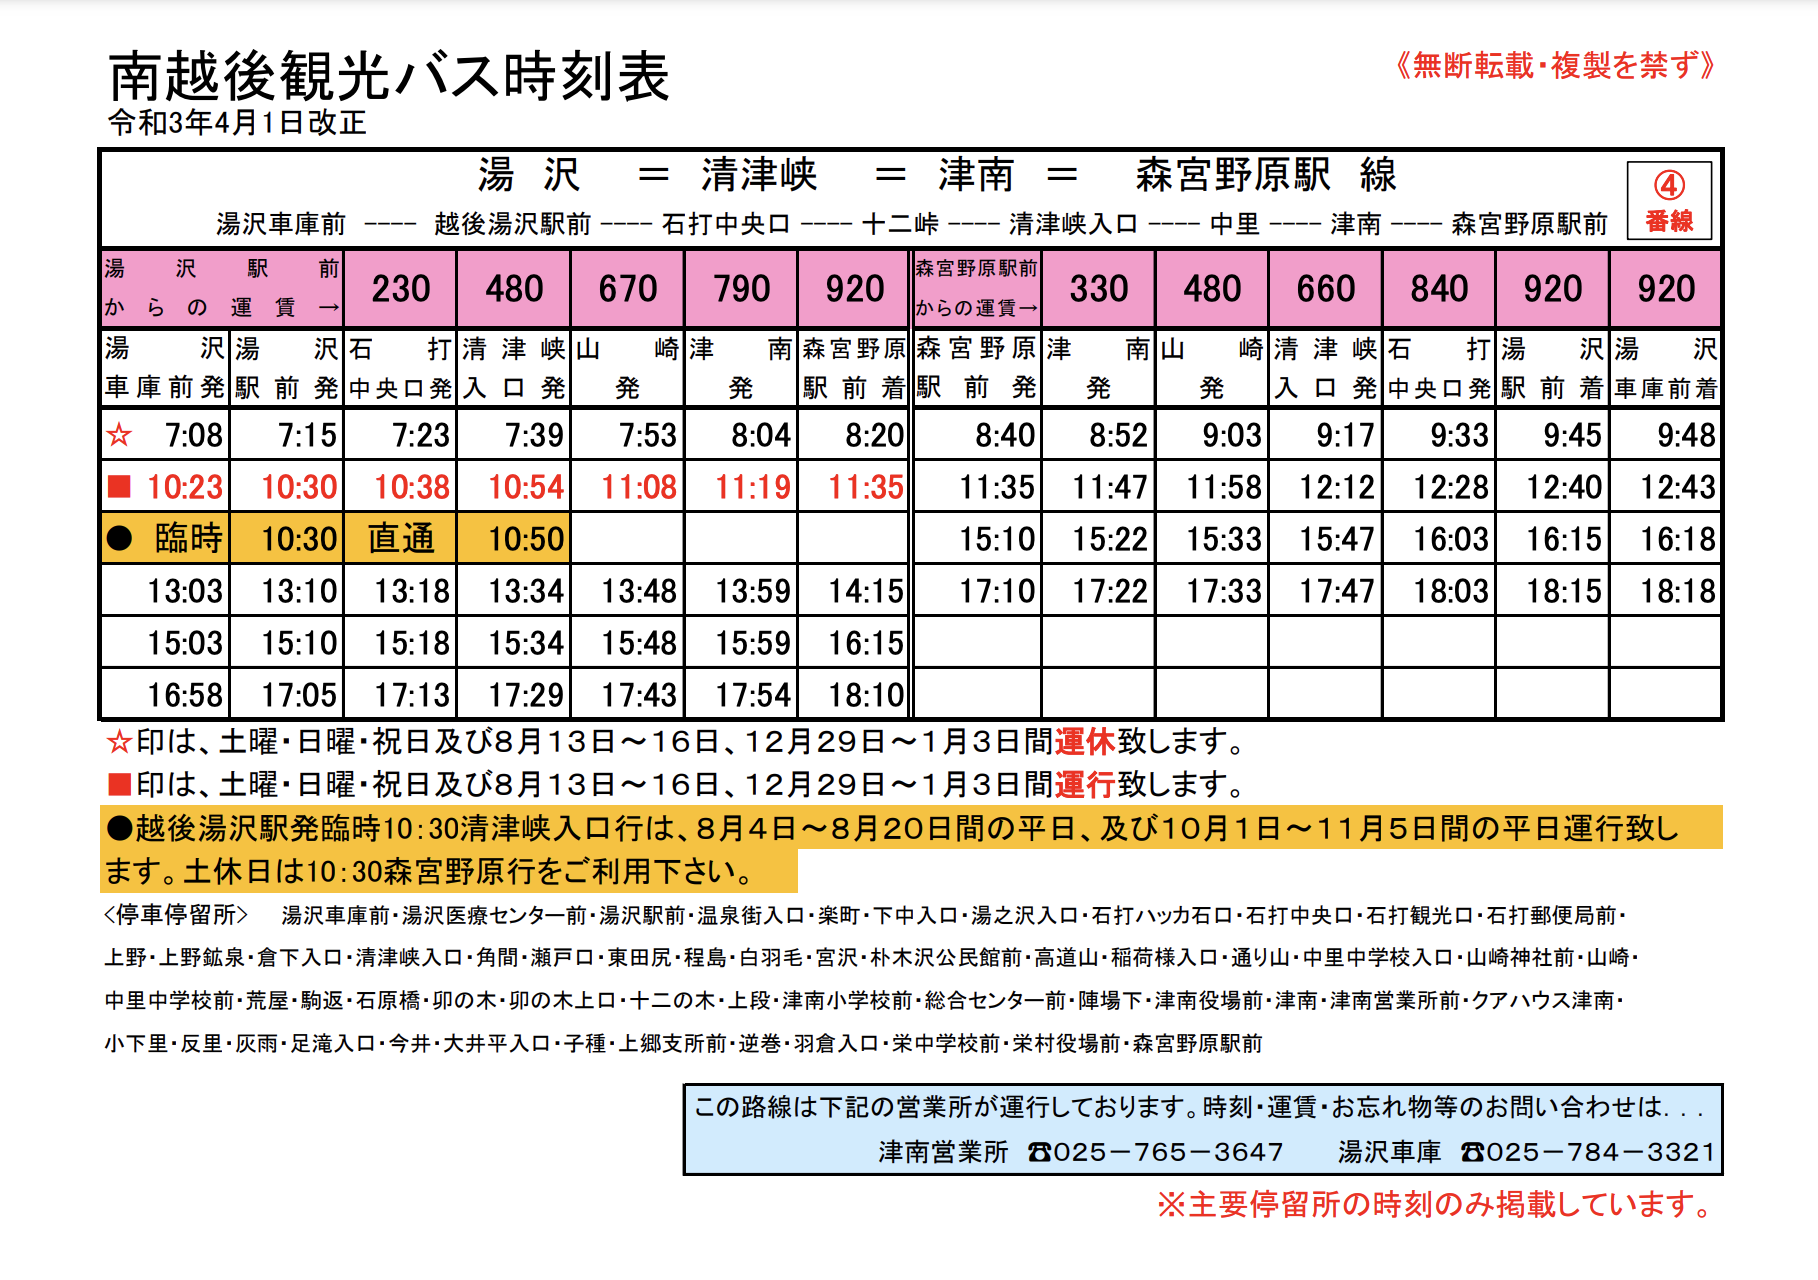 南越後観光バス時刻表
《無断転載・複製を禁ず》
令和3年4月1日改正
湯 沢 ＝ 清津峡 ＝ 津南 ＝ 森宮野原駅 線
④
番線
湯沢車庫前 ---- 越後湯沢駅前 ---- 石打中央口 ---- 十二峠 ---- 清津峡入口 ---- 中里 ---- 津南 ---- 森宮野原駅前
湯沢駅前からの運賃→ 230 480 670 790 920 森宮野原駅前からの運賃→ 330 480 660 840 920 920
湯沢車庫前発 湯沢駅前発 石打中央口発 清津峡入口発 山崎発 津南発 森宮野原駅前着 森宮野原駅前発 津南発 山崎発 清津峡入口発 石打中央口発 湯沢駅前着 湯沢車庫前着
☆ 7:08 7:15 7:23 7:39 7:53 8:04 8:20 8:40 8:52 9:03 9:17 9:33 9:45 9:48
■ 10:23 10:30 10:38 10:54 11:08 11:19 11:35 11:35 11:47 11:58 12:12 12:28 12:40 12:43
● 臨時 10:30 直通 10:50 15:10 15:22 15:33 15:47 16:03 16:15 16:18
13:03 13:10 13:18 13:34 13:48 13:59 14:15 17:10 17:22 17:33 17:47 18:03 18:15 18:18
15:03 15:10 15:18 15:34 15:48 15:59 16:15
16:58 17:05 17:13 17:29 17:43 17:54 18:10
☆印は、土曜・日曜・祝日及び８月１３日～１６日、１２月２９日～１月３日間運休致します。
■印は、土曜・日曜・祝日及び８月１３日～１６日、１２月２９日～１月３日間運行致します。
●越後湯沢駅発臨時10:30清津峡入口行は、８月４日～８月２０日間の平日、及び１０月１日～１１月５日間の平日運行致し
ます。土休日は10:30森宮野原行をご利用下さい。
<停車停留所> 湯沢車庫前・湯沢医療センター前・湯沢駅前・温泉街入口・楽町・下中入口・湯之沢入口・石打ハッカ石口・石打中央口・石打観光口・石打郵便局前・
上野・上野鉱泉・倉下入口・清津峡入口・角間・瀬戸口・東田尻・程島・白羽毛・宮沢・朴木沢公民館前・高道山・稲荷様入口・通り山・中里中学校入口・山崎神社前・山崎・
中里中学校前・荒屋・駒返・石原橋・卯の木・卯の木上口・十二の木・上段・津南小学校前・総合センター前・陣場下・津南役場前・津南・津南営業所前・クアハウス津南・
小下里・反里・灰雨・足滝入口・今井・大井平入口・子種・上郷支所前・逆巻・羽倉入口・栄中学校前・栄村役場前・森宮野原駅前
この路線は下記の営業所が運行しております。時刻・運賃・お忘れ物等のお問い合わせは...
津南営業所 ☎０２５－７６５－３６４７ 湯沢車庫 ☎０２５－７８４－３３２１
※主要停留所の時刻のみ掲載しています。